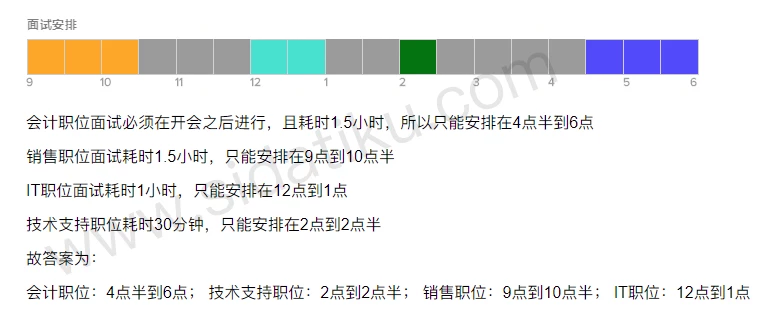 面试安排
9 10 11 12 1 2 3 4 5 6
会计职位面试必须在开会之后进行，且耗时1.5小时，所以只能安排在4点半到6点
销售职位面试耗时1.5小时，只能安排在9点到10点半
IT职位面试耗时1小时，只能安排在12点到1点
技术支持职位耗时30分钟，只能安排在2点到2点半
故答案为：
会计职位：4点半到6点； 技术支持职位：2点到2点半； 销售职位：9点到10点半； IT职位：12点到1点
www.sidatiku.com